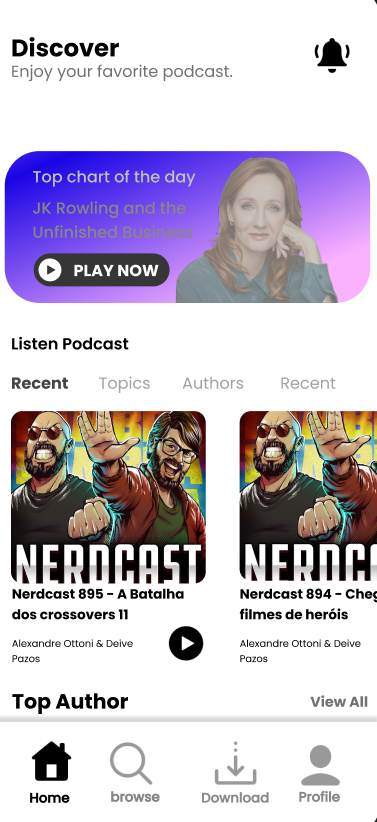 Discover
Enjoy your favorite podcast.
Top chart of the day
JK Rowling and the
Unfinished Business
PLAY NOW
Listen Podcast
Recent Topics Authors Recent
NERDCAST
NERDC
Nerdcast 895 - A Batalha
dos crossovers 11
Alexandre Ottoni & Deive
Pazos
Nerdcast 894 - Cheg
filmes de heróis
Alexandre Ottoni & Deive
Pazos
Top Author
View All
Home browse Download Profile